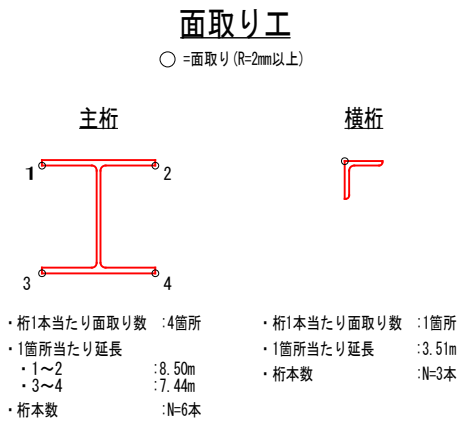 面取り工
○ =面取り(R=2mm以上)
主桁
1
2
3
4
・桁1本当たり面取り数 :4箇所
・1箇所当たり延長
・1～2 :8.50m
・3～4 :7.44m
・桁本数 :N=6本
横桁
・桁1本当たり面取り数 :1箇所
・1箇所当たり延長 :3.51m
・桁本数 :N=3本